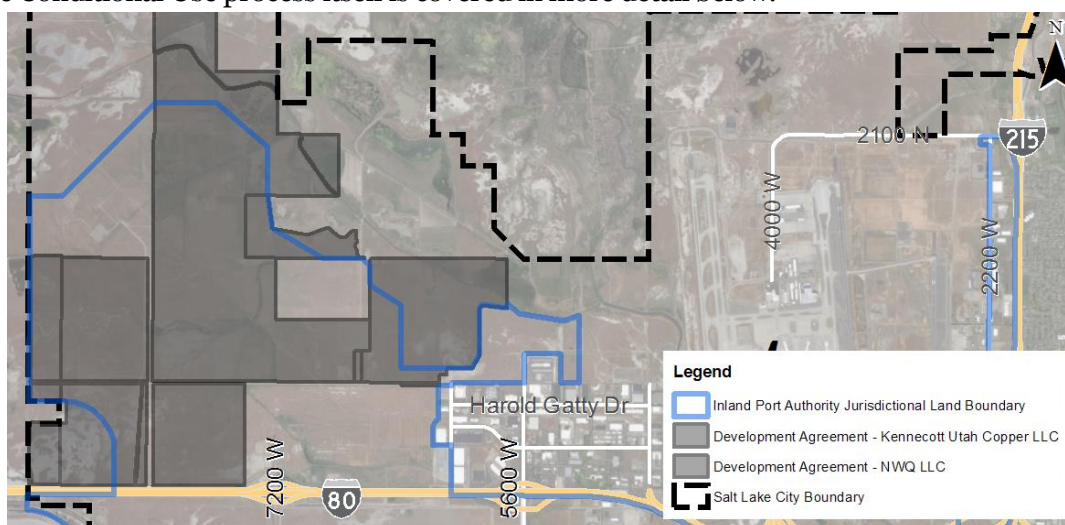 Conditional Use process itself is covered in more detail below.
N
2100 N
215
4000 W
2200 W
Legend
Inland Port Authority Jurisdictional Land Boundary
Harold Gatty Dr
Development Agreement - Kennecott Utah Copper LLC
7200 W
5600 W
Development Agreement - NWQ LLC
80
Salt Lake City Boundary